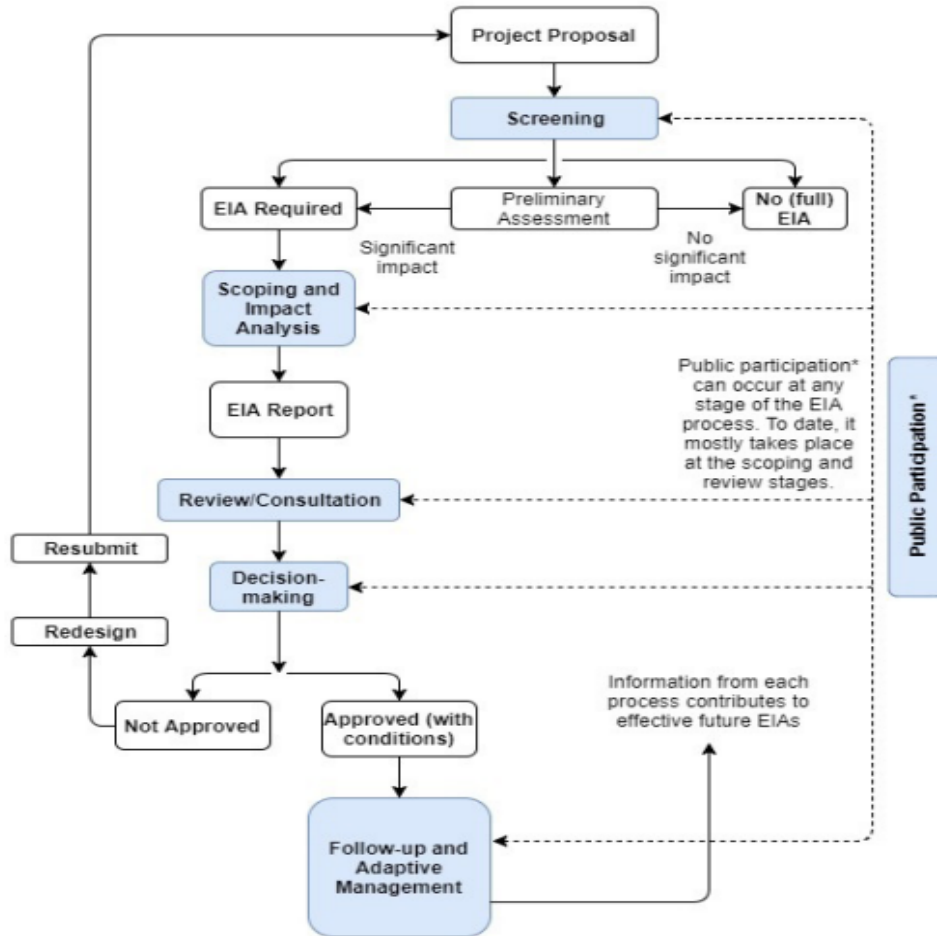 Project Proposal
Screening
EIA Required
Preliminary
Assessment
No (full)
EIA
Significant
impact
No
significant
impact
Scoping and
Impact
Analysis
Public participation*
can occur at any
stage of the EIA
process. To date, it
mostly takes place
at the scoping and
review stages.
Public Participation*
EIA Report
Review/Consultation
Resubmit
Decision-
making
Redesign
Not Approved
Approved (with
conditions)
Information from each
process contributes to
effective future EIAs
Follow-up and
Adaptive
Management